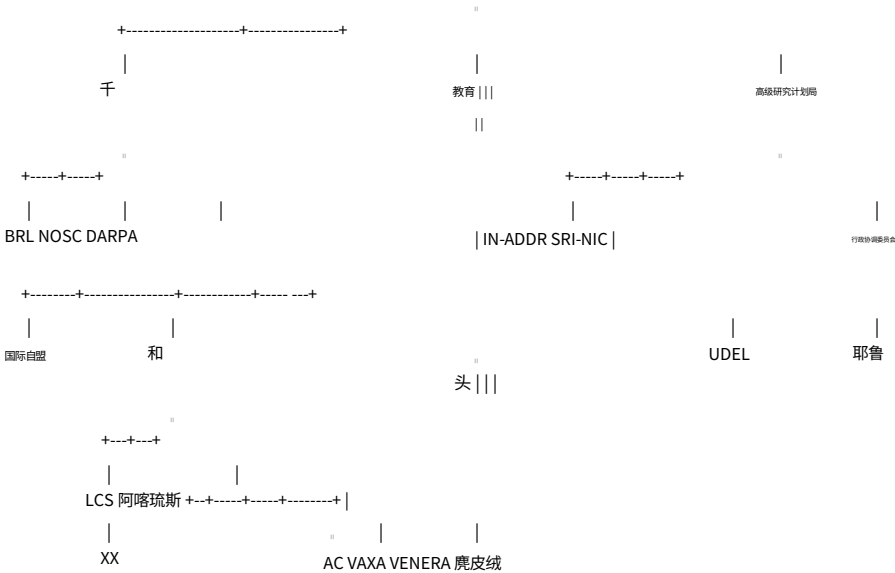 +--------------------+----------------+
| | |
千 教育 | | | 高级研究计划局
| |
+-----+-----+ +-----+-----+-----+
| | | | |
BRL NOSC DARPA | IN-ADDR SRI-NIC | 行政协调委员会
+--------+----------------+------------+----- ---+
| | | |
国际自盟 和 UDEL 耶鲁
头 | | |
+---+---+
| |
LCS 阿喀琉斯 +--+-----+-----+--------+ |
| | |
XX AC VAXA VENERA 麂皮绒